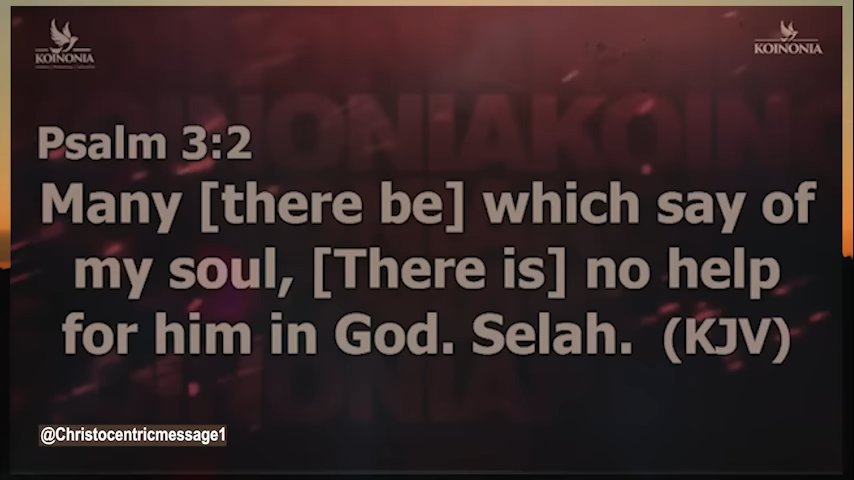 KOINONIA
KOINONIA
Psalm 3:2
Many [there be] which say of
my soul, [There is] no help
for him in God. Selah. (KJV)
@Christocentricmessage1